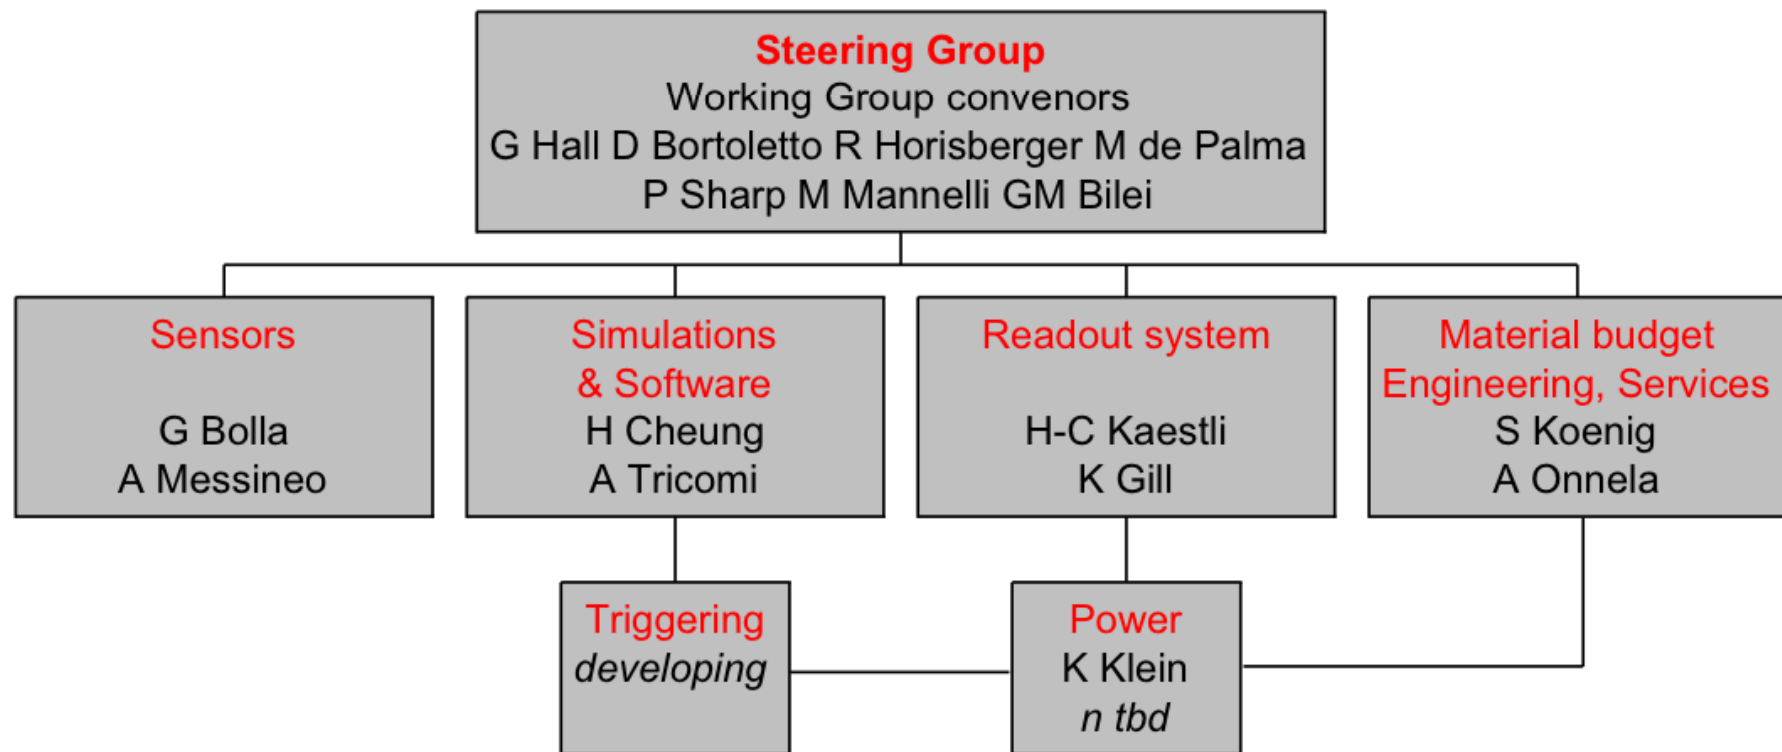 Steering Group
Working Group convenors
G Hall D Bortoletto R Horisberger M de Palma
P Sharp M Mannelli GM Bilei
Sensors
G Bolla
A Messineo
Simulations
& Software
H Cheung
A Tricomi
Readout system
H-C Kaestli
K Gill
Material budget
Engineering, Services
S Koenig
A Onnela
Triggering
developing
Power
K Klein
n tbd